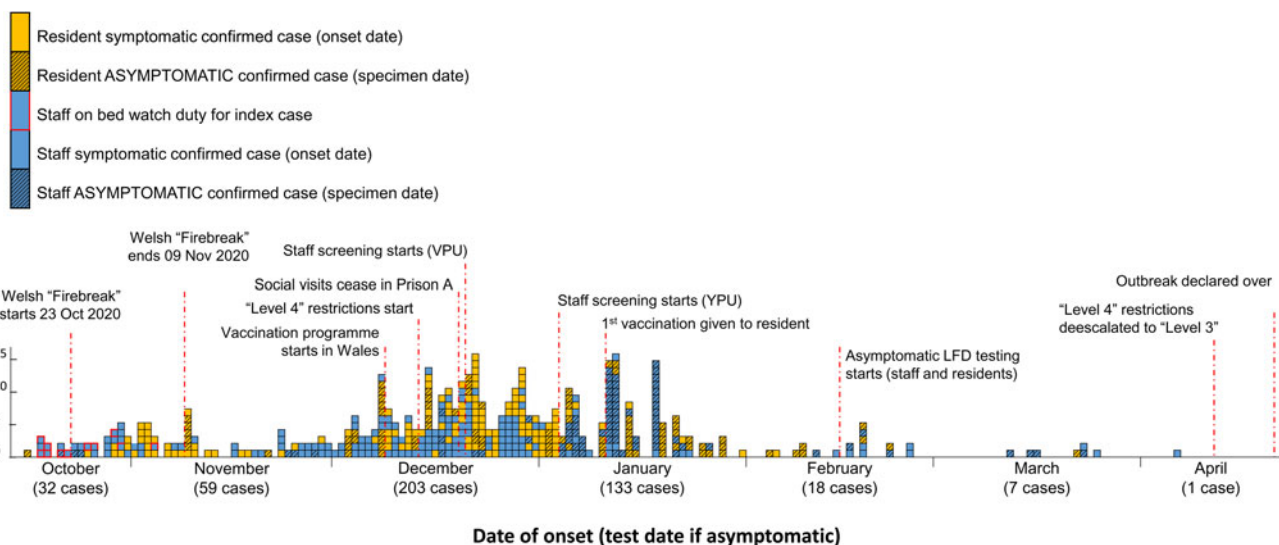 Resident symptomatic confirmed case (onset date)
Resident ASYMPTOMATIC confirmed case (specimen date)
Staff on bed watch duty for index case
Staff symptomatic confirmed case (onset date)
Staff ASYMPTOMATIC confirmed case (specimen date)
Welsh “Firebreak”
ends 09 Nov 2020
Staff screening starts (VPU)
Social visits cease in Prison A
Outbreak declared over
Welsh “Firebreak”
starts 23 Oct 2020
“Level 4” restrictions start
Staff screening starts (YPU)
“Level 4” restrictions
deescalated to “Level 3”
Vaccination programme
starts in Wales
1st vaccination given to resident
Asymptomatic LFD testing
starts (staff and residents)
5
0
October
(32 cases)
November
(59 cases)
December
(203 cases)
January
(133 cases)
February
(18 cases)
March
(7 cases)
April
(1 case)
Date of onset (test date if asymptomatic)